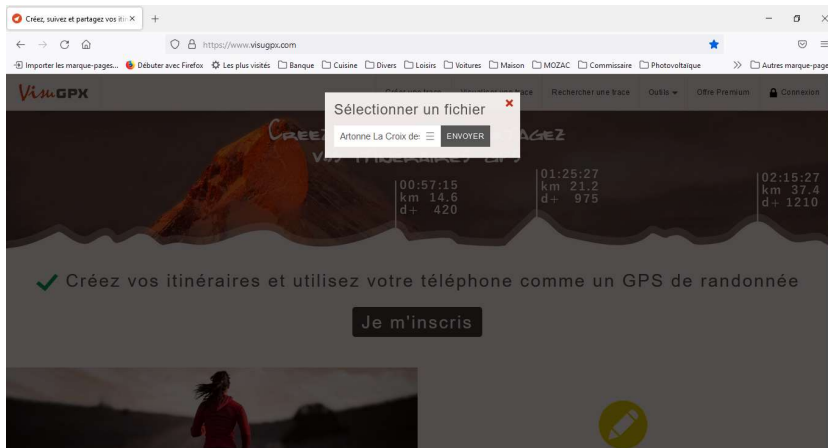 Créez, suivez et partagez vos itin
https://www.visugpx.com
Importer les marque-pages... Débuter avec Firefox Les plus visités Banque Cuisine Divers Loisirs Voitures Maison MOZAC Commissaire Photovoltaïque Autres marque-page
VisuGPX Rechercher une trace Outils Offre Premium Connexion
Sélectionner un fichier
Artonne La Croix des ENVOYER
00:57:15
km 14.6
d+ 420
01:25:27
km 21.2
d+ 975
02:15:27
km 37.4
d+ 1210
Créez vos itinéraires et utilisez votre téléphone comme un GPS de randonnée
Je m'inscris